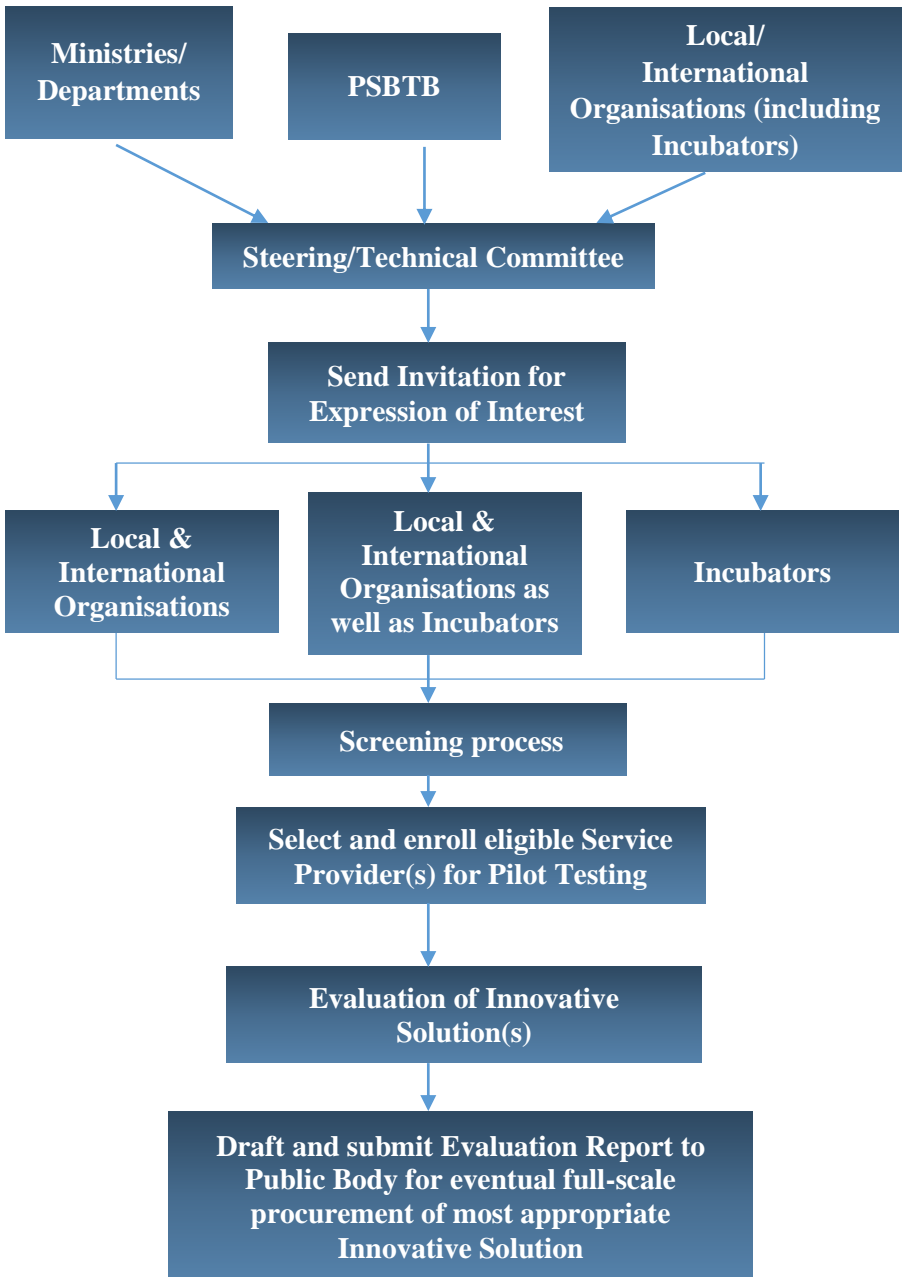 Ministries/
Departments
PSBTB
Local/
International
Organisations (including
Incubators)
Steering/Technical Committee
Send Invitation for
Expression of Interest
Local &
International
Organisations
Local &
International
Organisations as
well as Incubators
Incubators
Screening process
Select and enroll eligible Service
Provider(s) for Pilot Testing
Evaluation of Innovative
Solution(s)
Draft and submit Evaluation Report to
Public Body for eventual full-scale
procurement of most appropriate
Innovative Solution